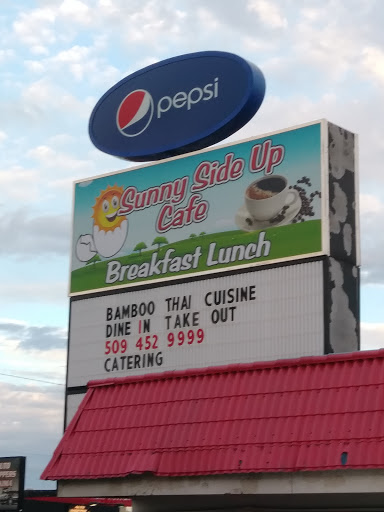 pepsi
Sunny Side Up
Cafe
Breakfast Lunch
BAMBOO THAI CUISINE
DINE IN TAKE OUT
509 452 9999
CATERING